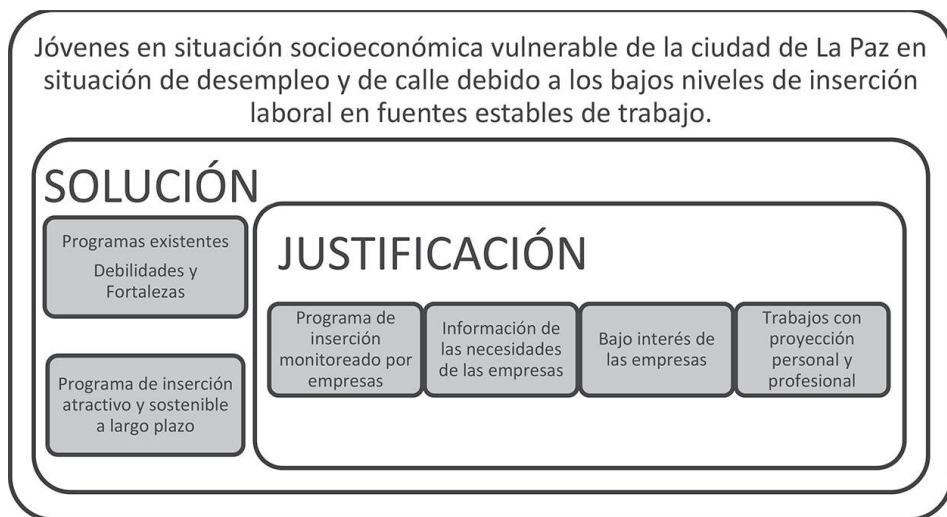 Jóvenes en situación socioeconómica vulnerable de la ciudad de La Paz en
situación de desempleo y de calle debido a los bajos niveles de inserción
laboral en fuentes estables de trabajo.
SOLUCIÓN
Programas existentes
Debilidades y
Fortalezas
Programa de inserción
atractivo y sostenible
a largo plazo
JUSTIFICACIÓN
Programa de
inserción
monitoreado por
empresas
Información de
las necesidades
de las empresas
Bajo interés de
las empresas
Trabajos con
proyección
personal y
profesional